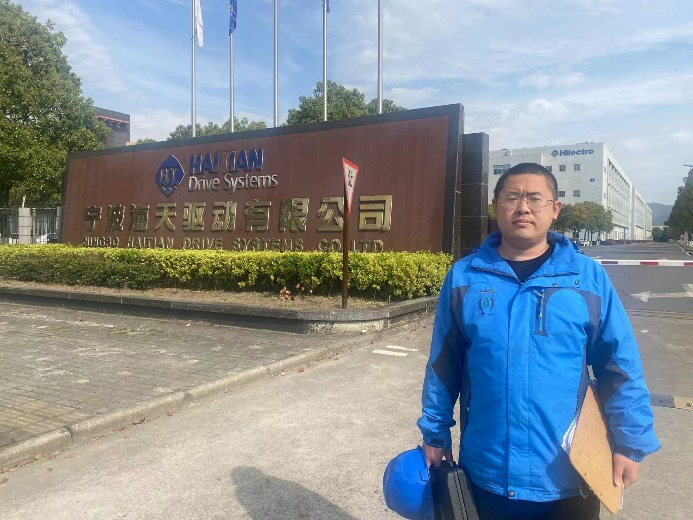 HT
HAITIAN
Drive Systems
宁波海天驱动有限公司
NINGBO HAITIAN DRIVE SYSTEMS CO.,LTD
Hilectro